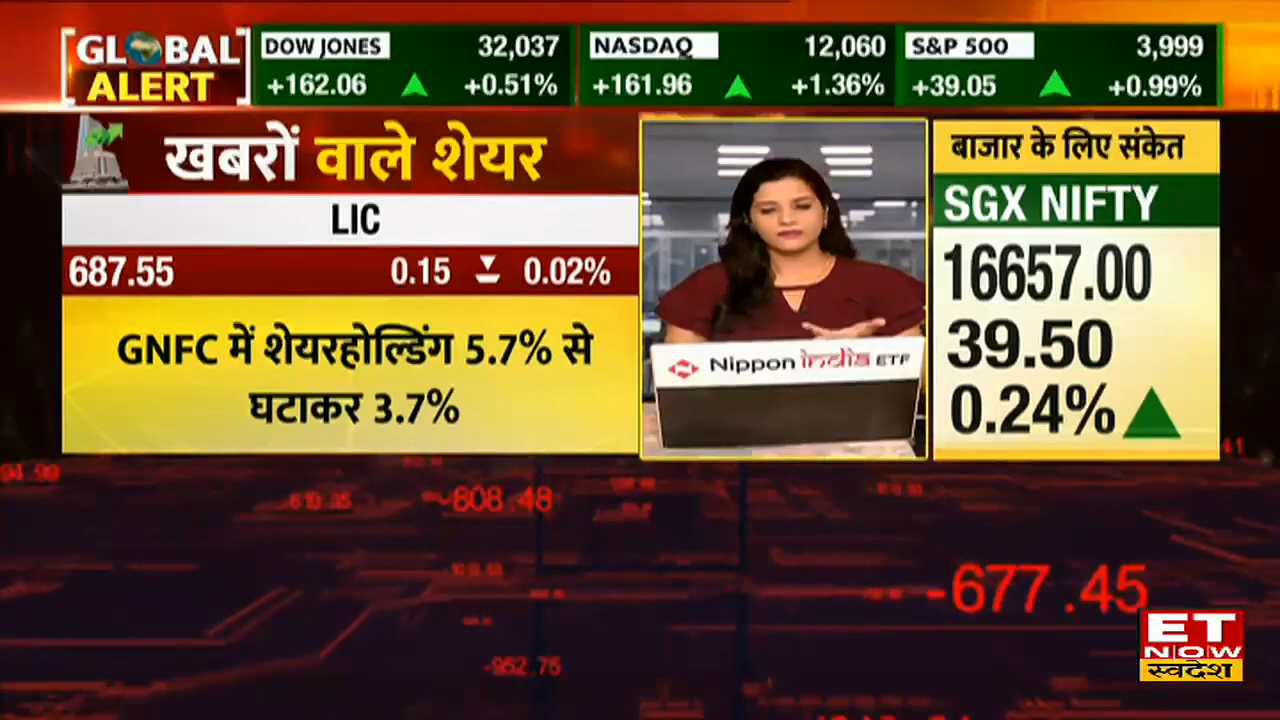 GLOBAL
ALERT
DOW JONES 32,037
+162.06 +0.51%
NASDAQ 12,060
+161.96 +1.36%
S&P 500 3,999
+39.05 +0.99%
खबरों वाले शेयर
LIC
687.55 0.15 0.02%
GNFC में शेयरहोल्डिंग 5.7% से
घटाकर 3.7%
Nippon india ETF
बाजार के लिए संकेत
SGX NIFTY
16657.00
39.50
0.24%
-808.48
-677.45
-952.75
ET
NOW
स्वदेश